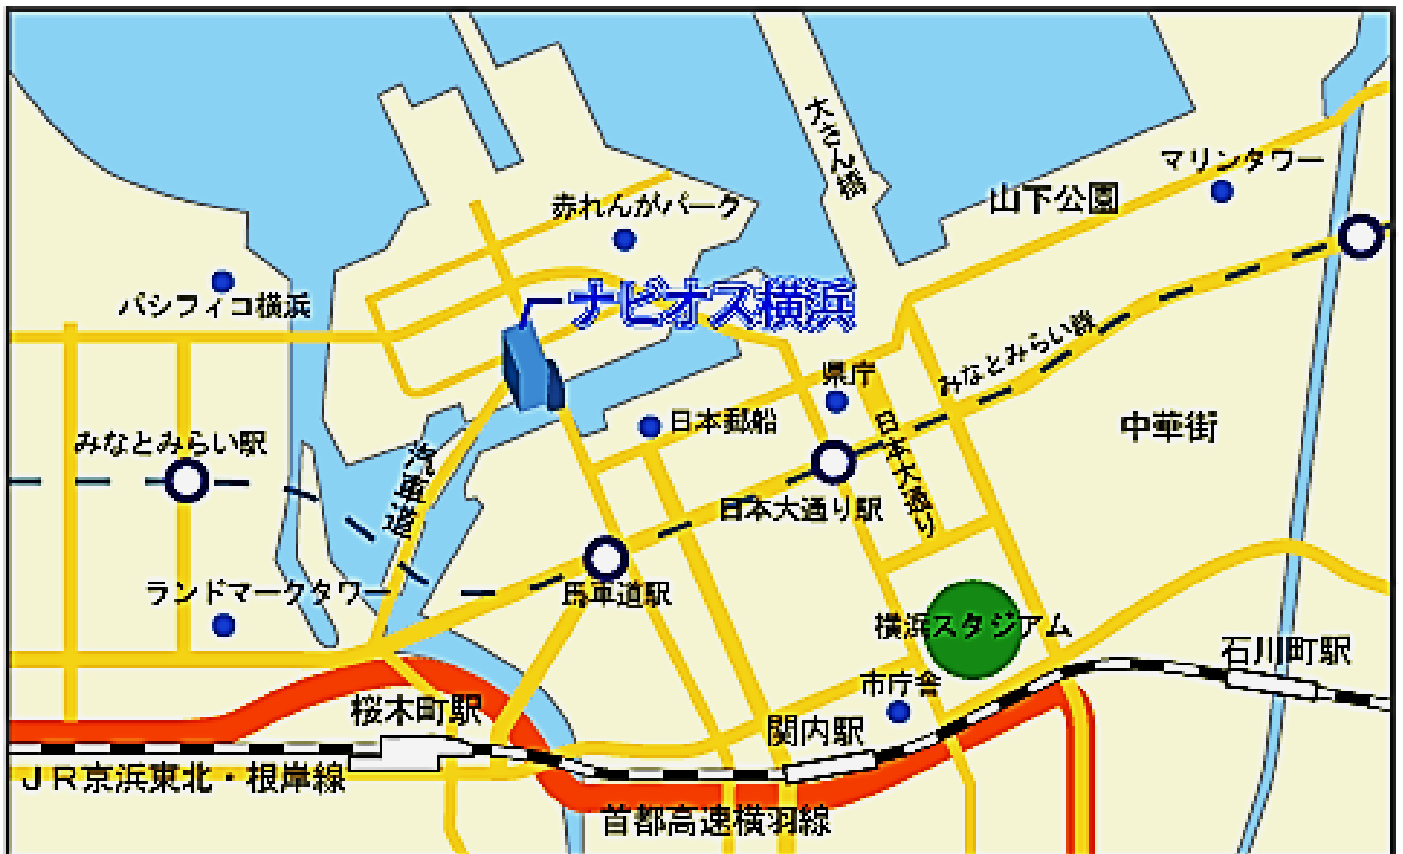 大さん橋
マリンタワー
山下公園
赤れんがパーク
パシフィコ横浜
ナビオス横浜
みなとみらい線
県庁
日本郵船
日本大通り
中華街
みなとみらい駅
汽車道
日本大通り駅
馬車道駅
ランドマークタワー
横浜スタジアム
石川町駅
市庁舎
桜木町駅
関内駅
JR京浜東北・根岸線
首都高速横羽線